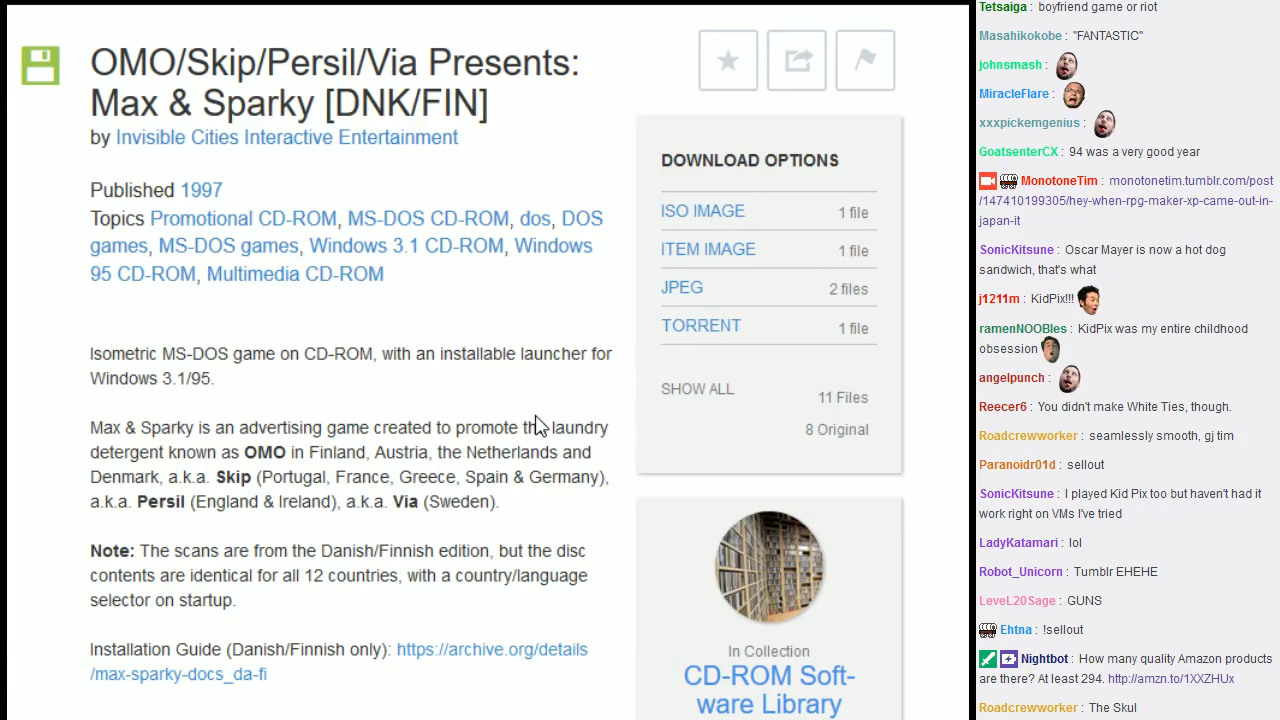 OMO/Skip/Persil/Via Presents:
Max & Sparky [DNK/FIN]
by Invisible Cities Interactive Entertainment
Published 1997
Topics Promotional CD-ROM, MS-DOS CD-ROM, dos, DOS
games, MS-DOS games, Windows 3.1 CD-ROM, Windows
95 CD-ROM, Multimedia CD-ROM
Isometric MS-DOS game on CD-ROM, with an installable launcher for
Windows 3.1/95.
Max & Sparky is an advertising game created to promote the laundry
detergent known as OMO in Finland, Austria, the Netherlands and
Denmark, a.k.a. Skip (Portugal, France, Greece, Spain & Germany),
a.k.a. Persil (England & Ireland), a.k.a. Via (Sweden).
Note: The scans are from the Danish/Finnish edition, but the disc
contents are identical for all 12 countries, with a country/language
selector on startup.
Installation Guide (Danish/Finnish only): https://archive.org/details
/max-sparky-docs_da-fi
DOWNLOAD OPTIONS
ISO IMAGE 1 file
ITEM IMAGE 1 file
JPEG 2 files
TORRENT 1 file
SHOW ALL 11 Files
8 Original
In Collection
CD-ROM Soft-
ware Library
Tetsaiga : boyfriend game or riot
Masahikokobe : "FANTASTIC"
johnsmash :
MiracleFlare :
xxxpickemgenius :
GoatsenterCX : 94 was a very good year
MonotoneTim : monotonetim.tumblr.com/post
/147410199305/hey-when-rpg-maker-xp-came-out-in-
japan-it
SonicKitsune : Oscar Mayer is now a hot dog
sandwich, that's what
j1211m : KidPix!!!
ramenNOOBles : KidPix was my entire childhood
obsession
angelpunch :
Reecer6 : You didn't make White Ties, though.
Roadcrewworker : seamlessly smooth, gj tim
Paranoidr01d : sellout
SonicKitsune : I played Kid Pix too but haven't had it
work right on VMs I've tried
LadyKatamari : lol
Robot_Unicorn : Tumblr EHEHE
LeveL20Sage : GUNS
Ehtna : !sellout
Nightbot : How many quality Amazon products
are there? At least 294. http://amzn.to/1XXZHUx
Roadcrewworker : The Skul